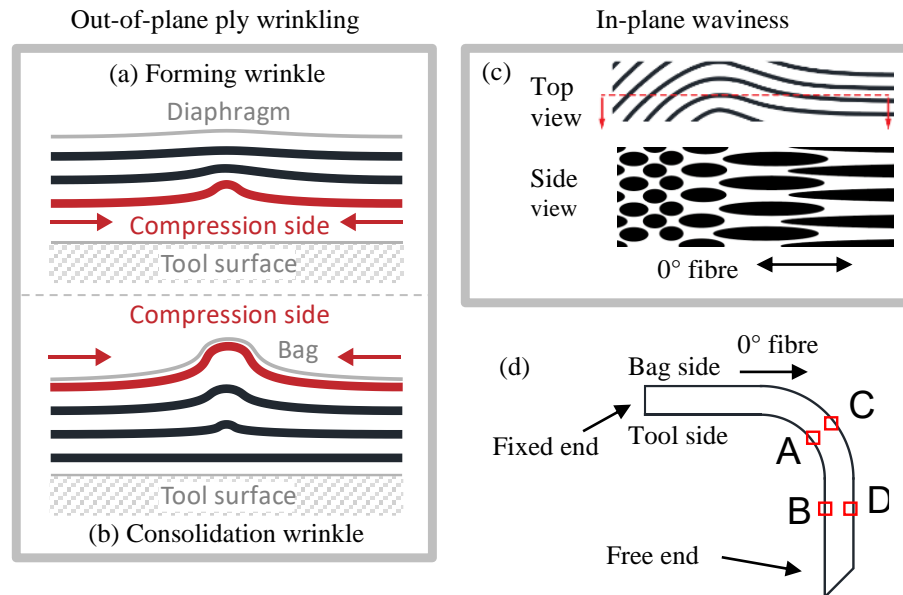 Out-of-plane ply wrinkling
(a) Forming wrinkle
Diaphragm
Compression side
Tool surface
Compression side
Bag
Tool surface
(b) Consolidation wrinkle
In-plane waviness
(c)
Top
view
Side
view
0° fibre
(d)
0° fibre
Bag side
C
Fixed end
Tool side
A
B
D
Free end